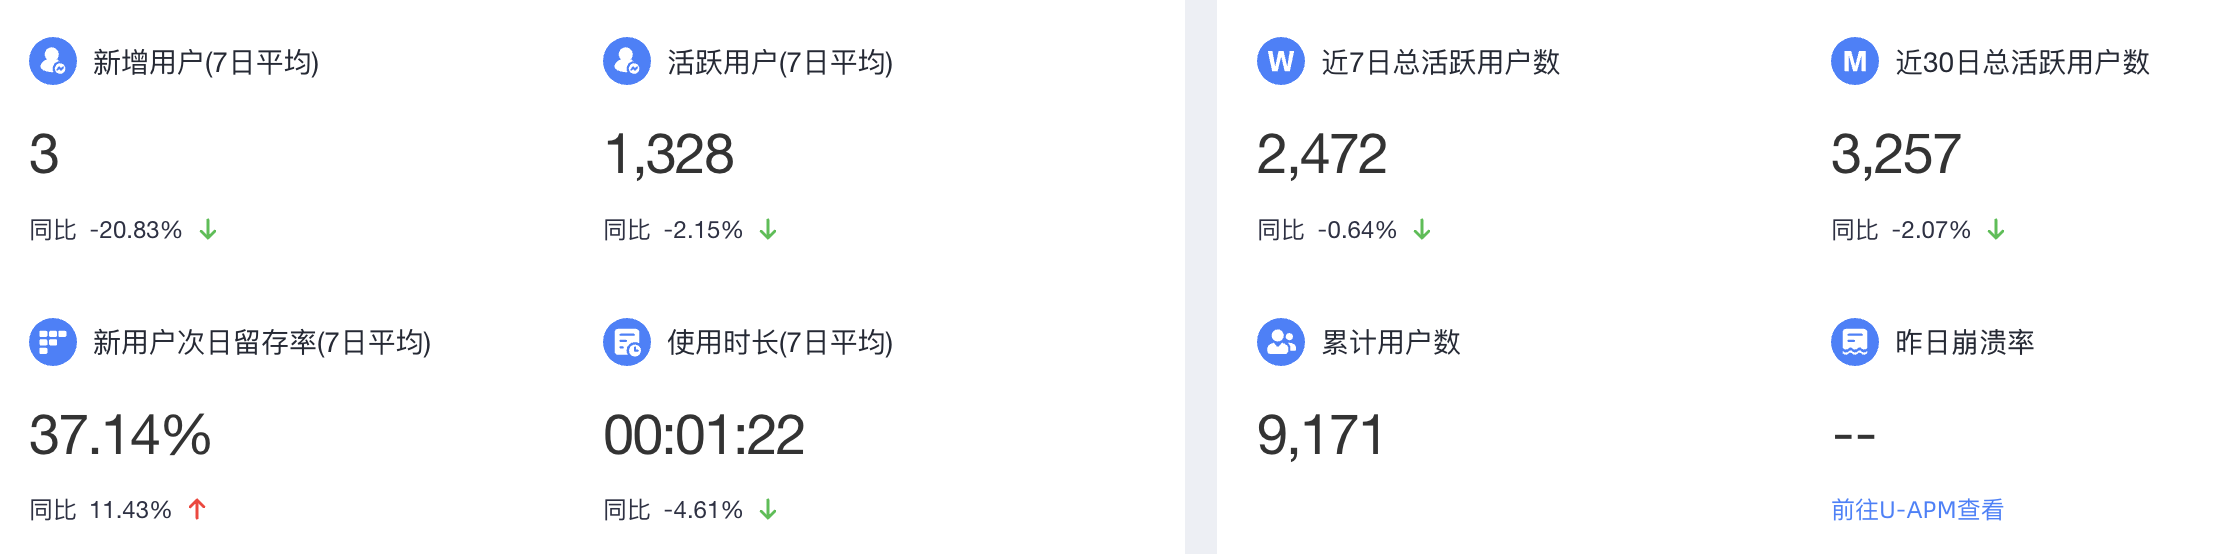 新增用户(7日平均)
活跃用户(7日平均)
W 近7日总活跃用户数
M 近30日总活跃用户数
3
1,328
2,472
3,257
同比 -20.83% ↓
同比 -2.15% ↓
同比 -0.64% ↓
同比 -2.07% ↓
新用户次日留存率(7日平均)
使用时长(7日平均)
累计用户数
昨日崩溃率
37.14%
00:01:22
9,171
--
同比 11.43% ↑
同比 -4.61% ↓
前往U-APM查看